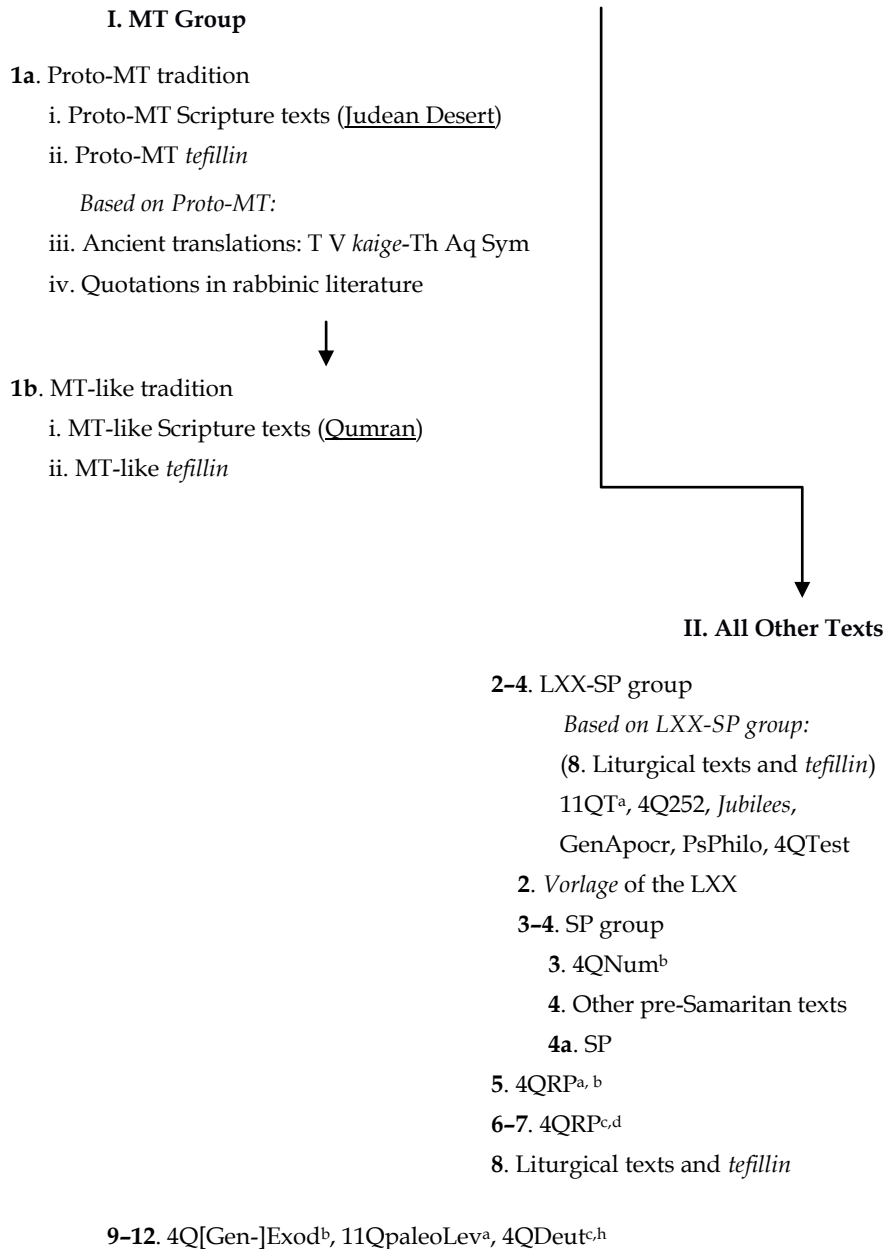 I. MT Group
1a. Proto-MT tradition
i. Proto-MT Scripture texts (Judean Desert)
ii. Proto-MT tefillin
Based on Proto-MT:
iii. Ancient translations: T V kaige-Th Aq Sym
iv. Quotations in rabbinic literature
1b. MT-like tradition
i. MT-like Scripture texts (Qumran)
ii. MT-like tefillin
II. All Other Texts
2–4. LXX-SP group
Based on LXX-SP group:
(8. Liturgical texts and tefillin)
11QTᵃ, 4Q252, Jubilees,
GenApocr, PsPhilo, 4QTest
2. Vorlage of the LXX
3–4. SP group
3. 4QNumᵇ
4. Other pre-Samaritan texts
4a. SP
5. 4QRPᵃ, ᵇ
6–7. 4QRPᶜ,ᵈ
8. Liturgical texts and tefillin
9–12. 4Q[Gen-]Exodᵇ, 11QpaleoLevᵃ, 4QDeutᶜ,ʰ